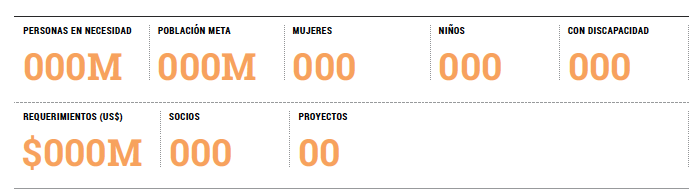 PERSONAS EN NECESIDAD POBLACIÓN META MUJERES NIÑOS CON DISCAPACIDAD
000M 000M 000 000 000
REQUERIMIENTOS (US$) SOCIOS PROYECTOS
$000M 000 00